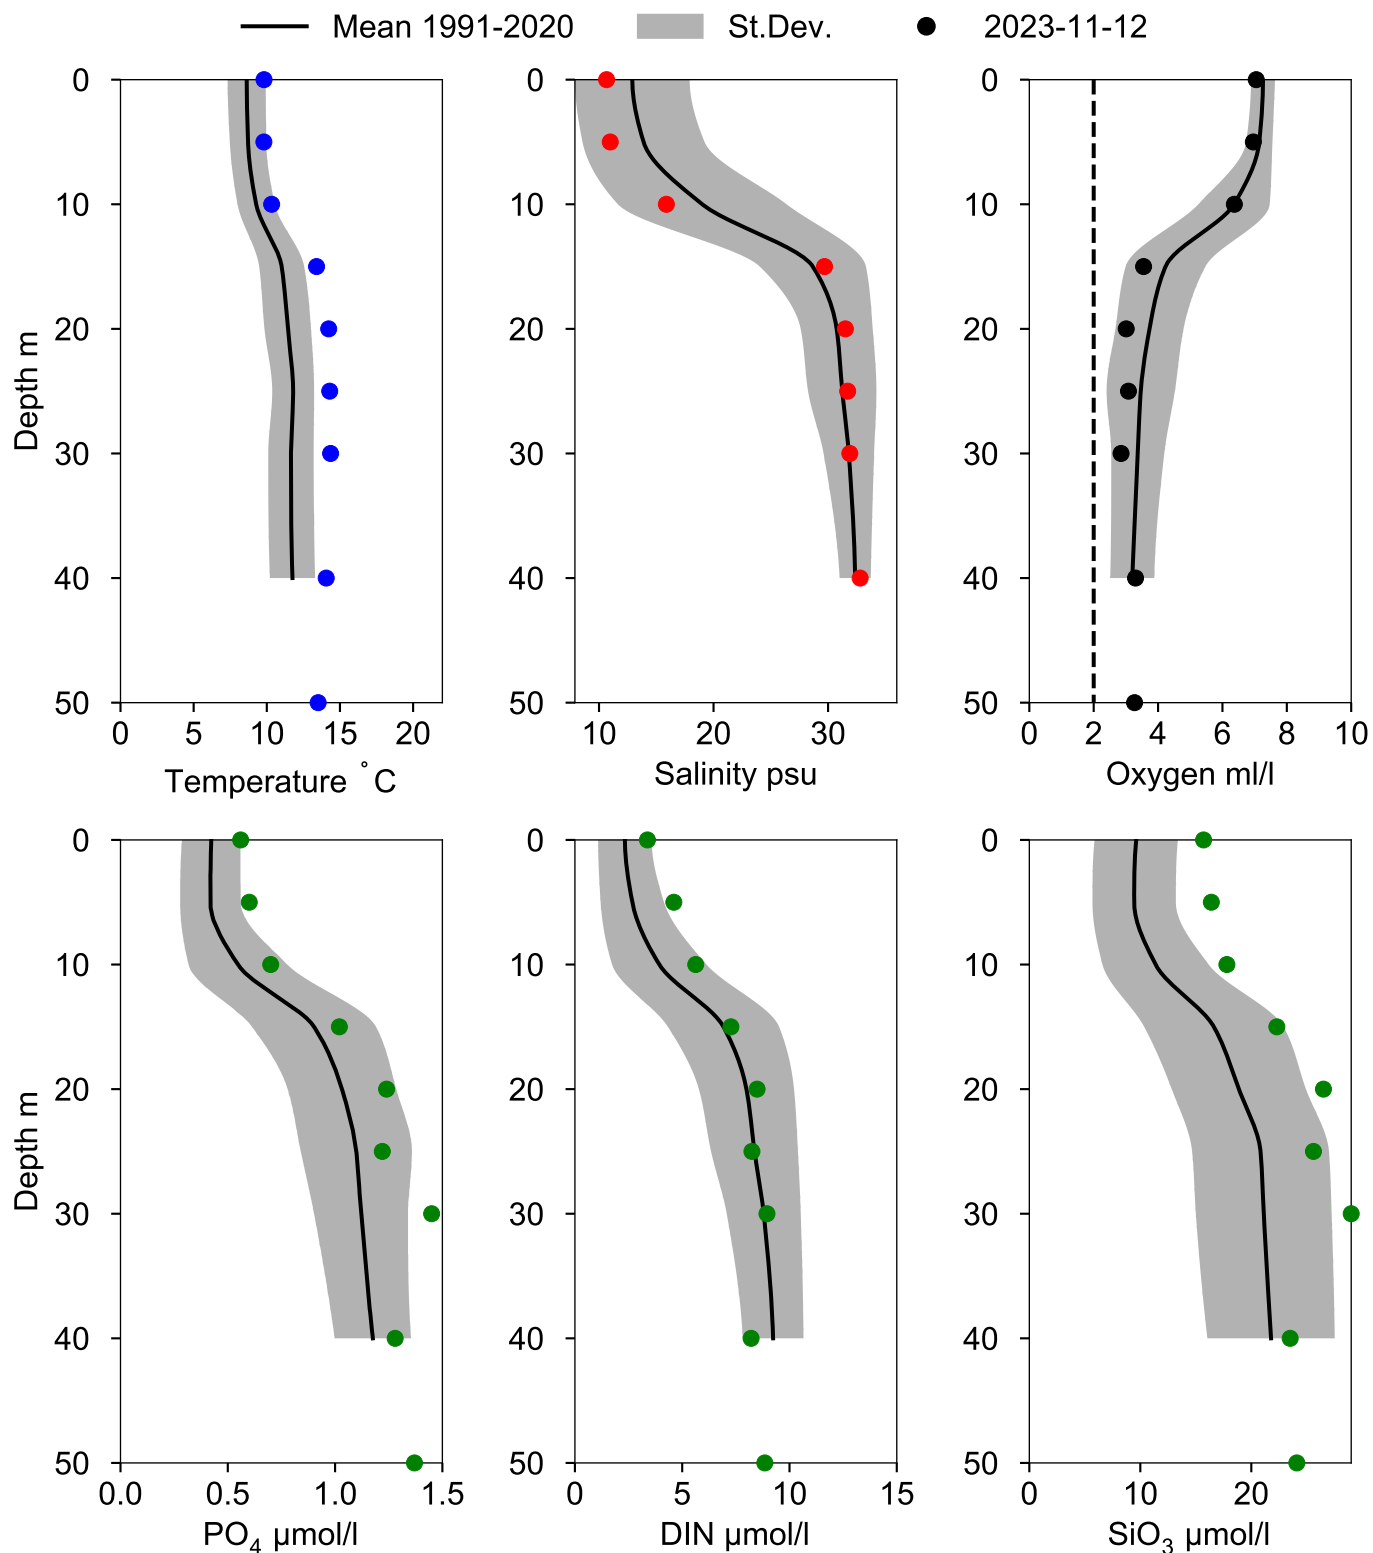 Mean 1991-2020 St.Dev. 2023-11-12
0 0 0
10 10 10
20 20 20
30 30 30
40 40 40
50 50 50
Depth m
0 5 10 15 20 10 20 30 0 2 4 6 8 10
Temperature °C Salinity psu Oxygen ml/l
0 0 0
10 10 10
20 20 20
30 30 30
40 40 40
50 50 50
Depth m
0.0 0.5 1.0 1.5 0 5 10 15 0 10 20
PO₄ µmol/l DIN µmol/l SiO₃ µmol/l